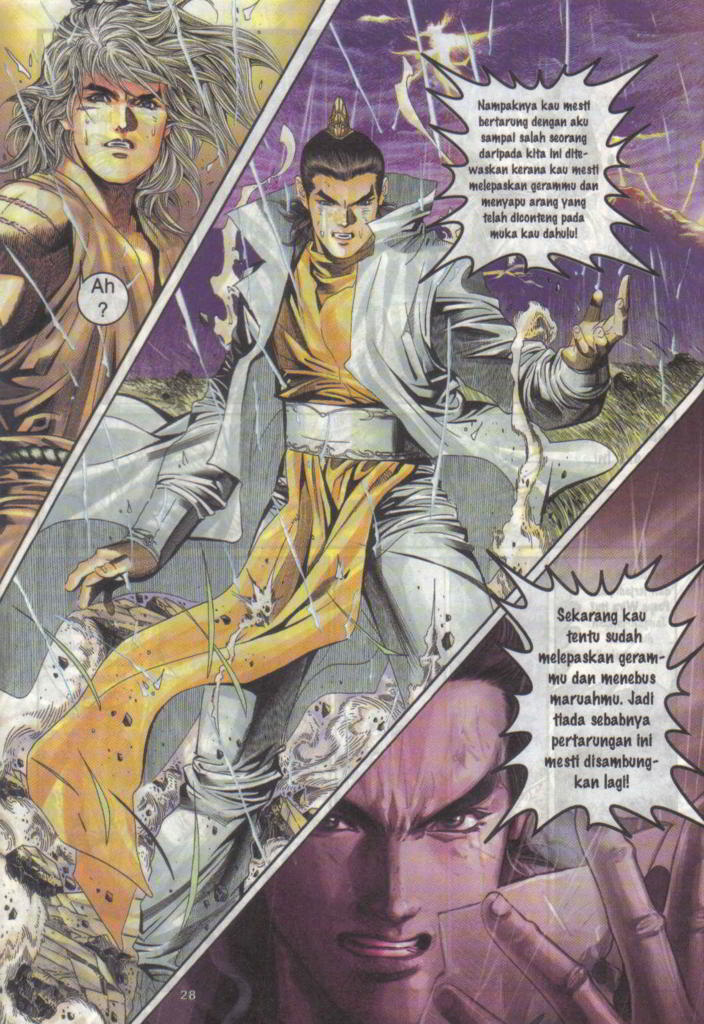 Ah
?
Nampaknya kau mesti
bertarung dengan aku
sampai salah seorang
daripada kita ini dite-
waskan kerana kau mesti
melepaskan gerammu dan
menyapu arang yang
telah diconteng pada
muka kau dahulu!
Sekarang kau
tentu sudah
melepaskan geram-
mu dan menebus
maruahmu. Jadi
tiada sebabnya
pertarungan ini
mesti disambung-
kan lagi!
28